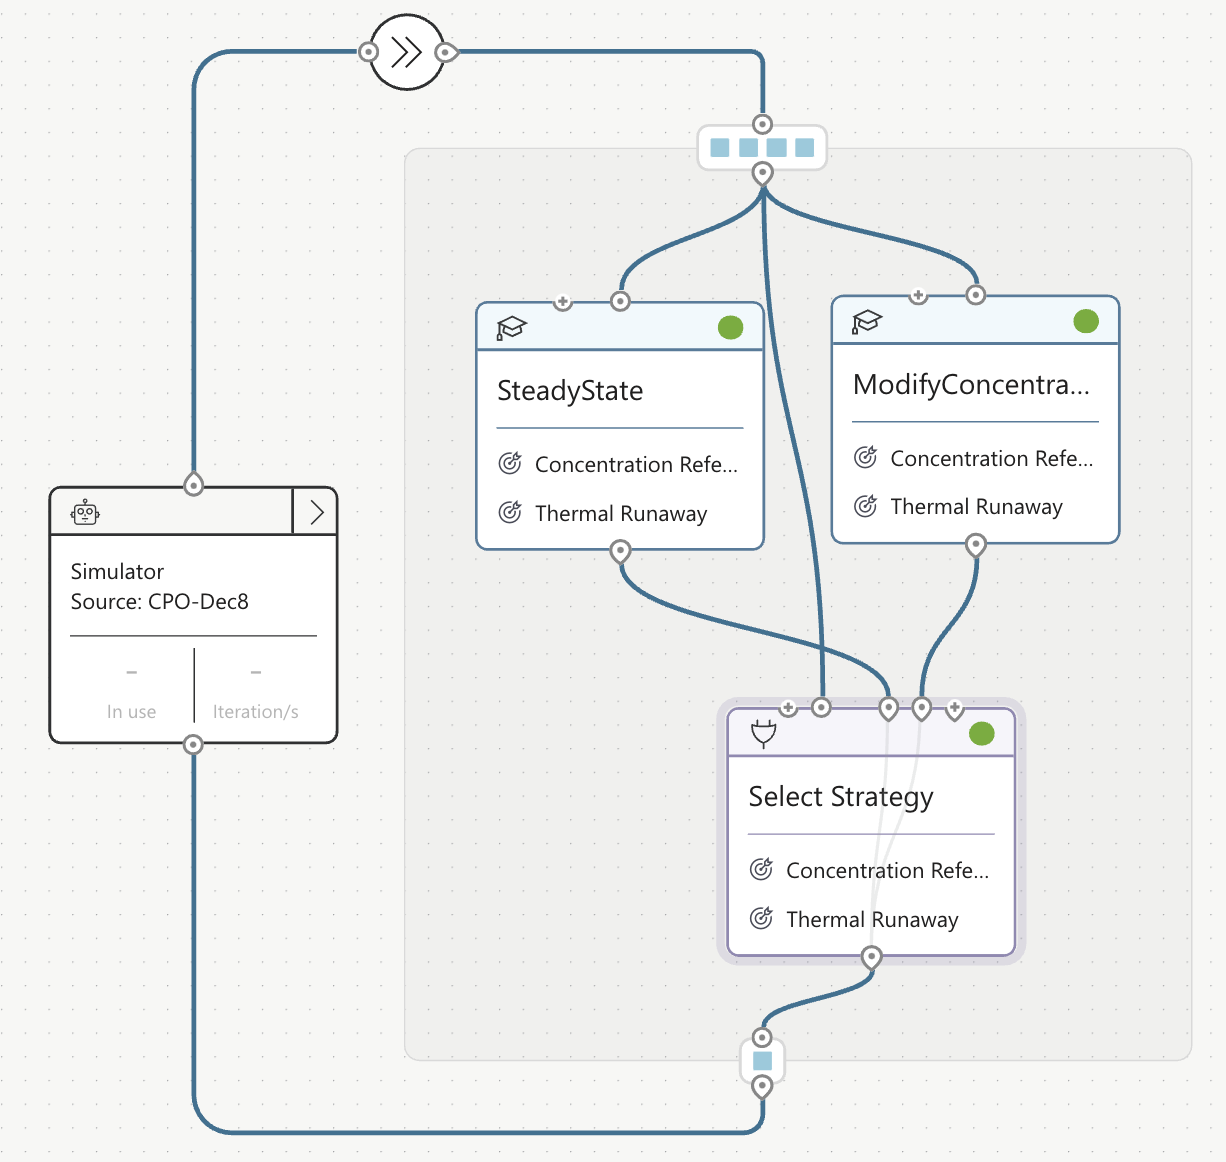 SteadyState
Concentration Refe...
Thermal Runaway
ModifyConcentra...
Concentration Refe...
Thermal Runaway
Simulator
Source: CPO-Dec8
–
In use
–
Iteration/s
Select Strategy
Concentration Refe...
Thermal Runaway